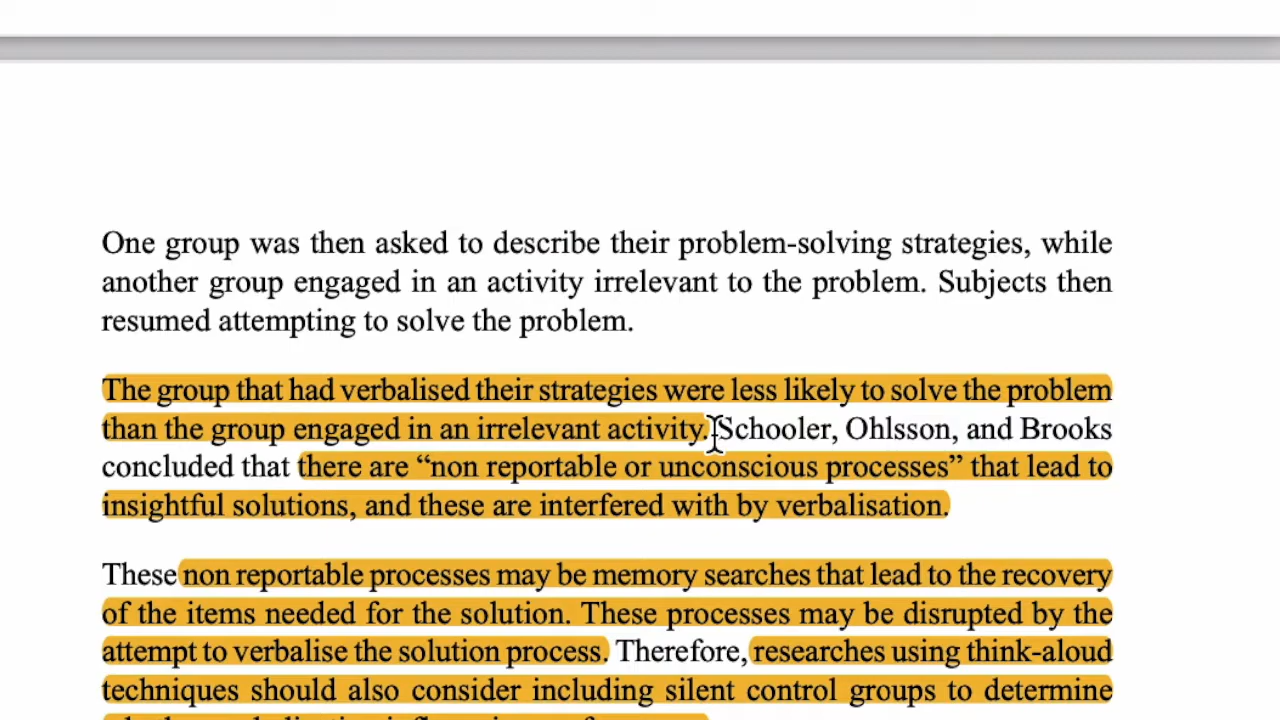 One group was then asked to describe their problem-solving strategies, while
another group engaged in an activity irrelevant to the problem. Subjects then
resumed attempting to solve the problem.
The group that had verbalised their strategies were less likely to solve the problem
than the group engaged in an irrelevant activity. Schooler, Ohlsson, and Brooks
concluded that there are “non reportable or unconscious processes” that lead to
insightful solutions, and these are interfered with by verbalisation.
These non reportable processes may be memory searches that lead to the recovery
of the items needed for the solution. These processes may be disrupted by the
attempt to verbalise the solution process. Therefore, researches using think-aloud
techniques should also consider including silent control groups to determine